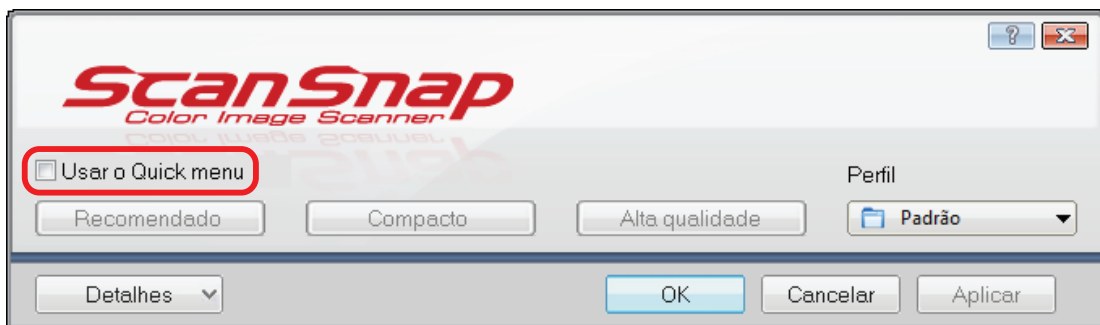 ?
ScanSnap
Color Image Scanner
Usar o Quick menu
Perfil
Recomendado
Compacto
Alta qualidade
Padrão
Detalhes
OK
Cancelar
Aplicar